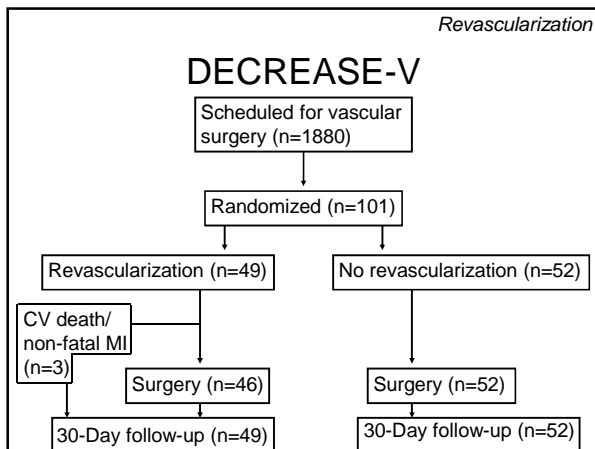 Revascularization
DECREASE-V
Scheduled for vascular
surgery (n=1880)
Randomized (n=101)
Revascularization (n=49)
No revascularization (n=52)
CV death/
non-fatal MI
(n=3)
Surgery (n=46)
Surgery (n=52)
30-Day follow-up (n=49)
30-Day follow-up (n=52)